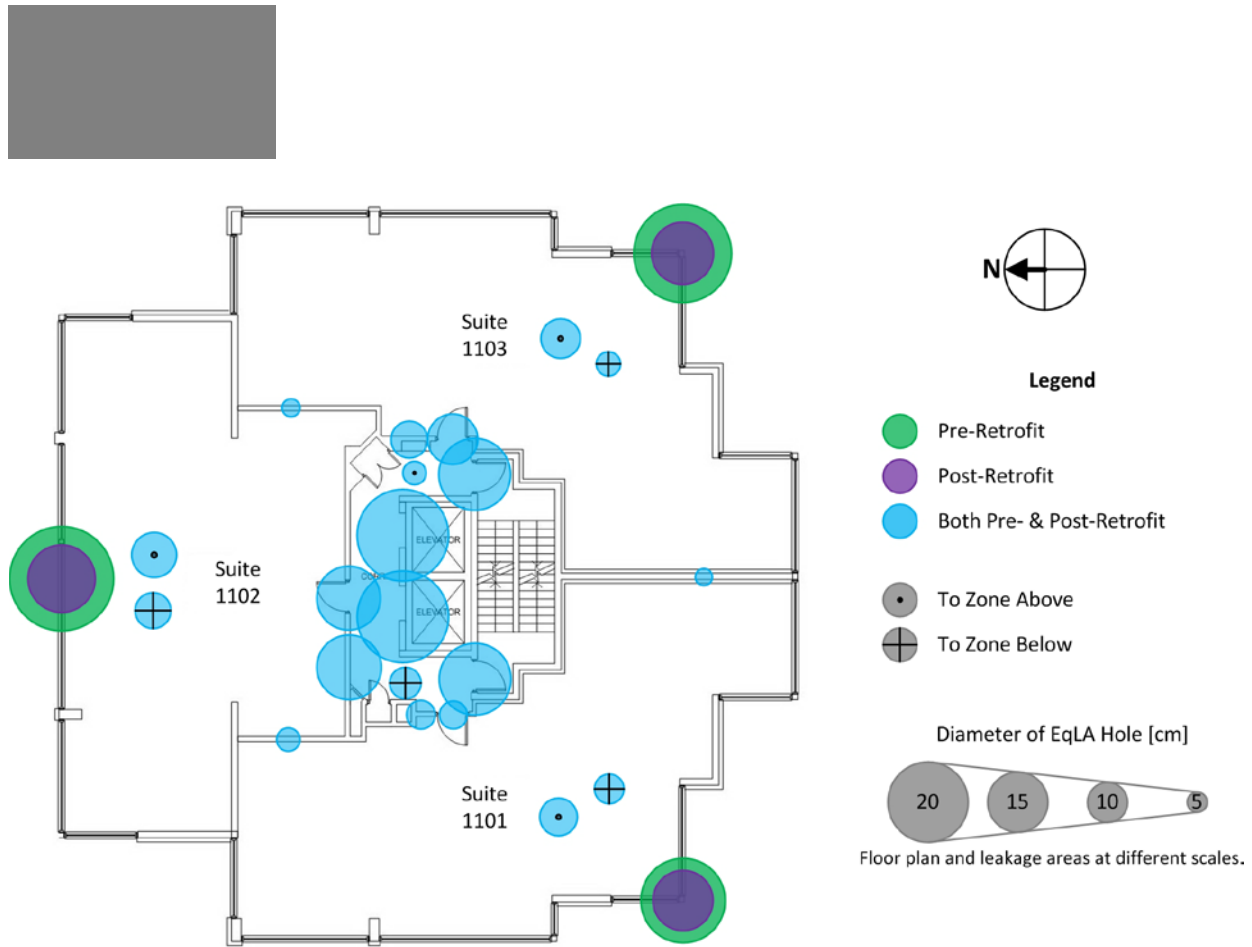 N
Suite
1103
Legend
Pre-Retrofit
Post-Retrofit
Both Pre- & Post-Retrofit
ELEVATOR
Suite
1102
ELEVATOR
To Zone Above
To Zone Below
Diameter of EqLA Hole [cm]
20 15 10 5
Suite
1101
Floor plan and leakage areas at different scales.